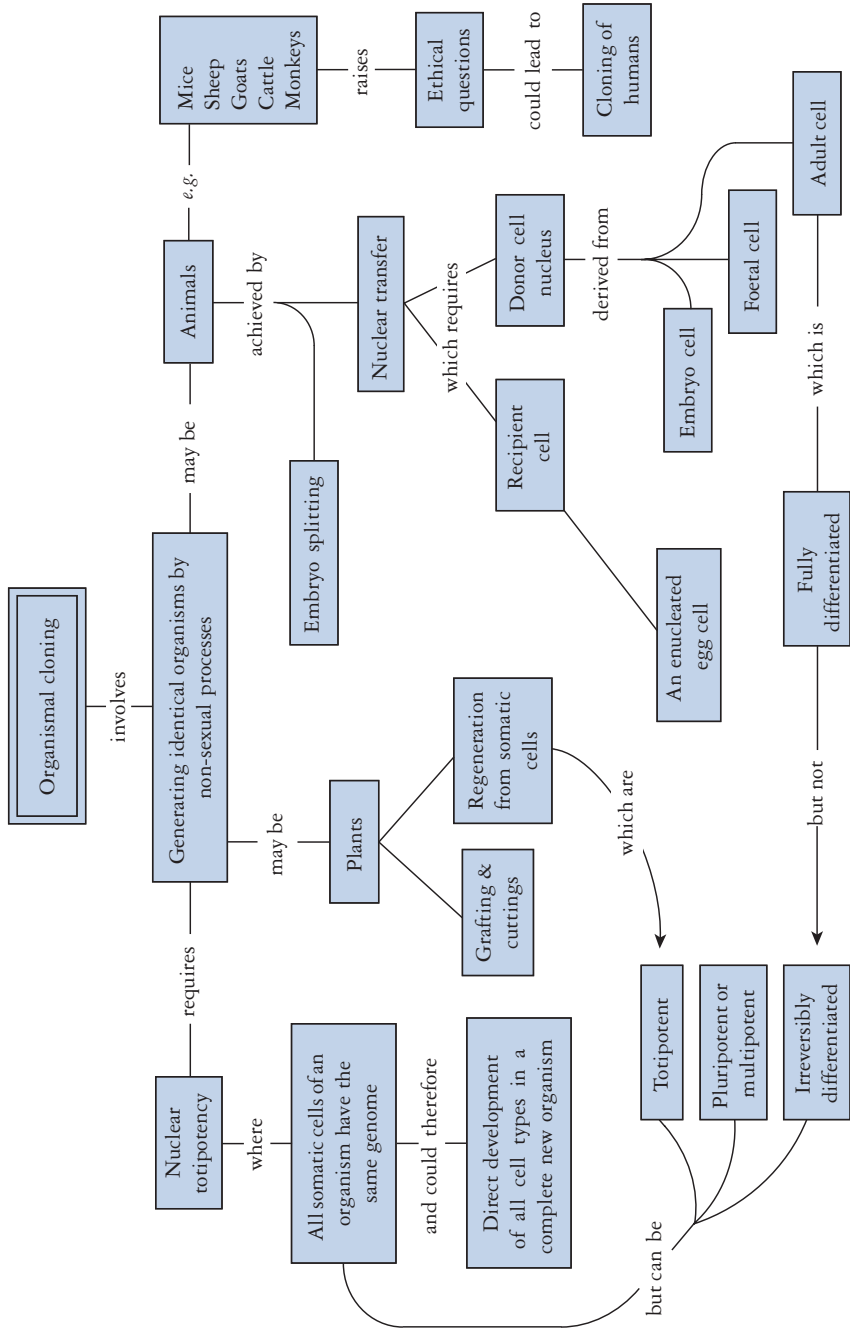 Organismal cloning
involves
Generating identical organisms by
non-sexual processes
requires
Nuclear
totipotency
where
All somatic cells of an
organism have the
same genome
and could therefore
Direct development
of all cell types in a
complete new organism
but can be
Totipotent
Pluripotent or
multipotent
Irreversibly
differentiated
may be
Plants
Grafting &
cuttings
Regeneration
from somatic
cells
which are
may be
Animals
e.g.
Mice
Sheep
Goats
Cattle
Monkeys
raises
Ethical
questions
could lead to
Cloning of
humans
achieved by
Embryo splitting
Nuclear transfer
which requires
Recipient
cell
An enucleated
egg cell
Donor cell
nucleus
derived from
Embryo cell
Foetal cell
Adult cell
which is
Fully
differentiated
but not